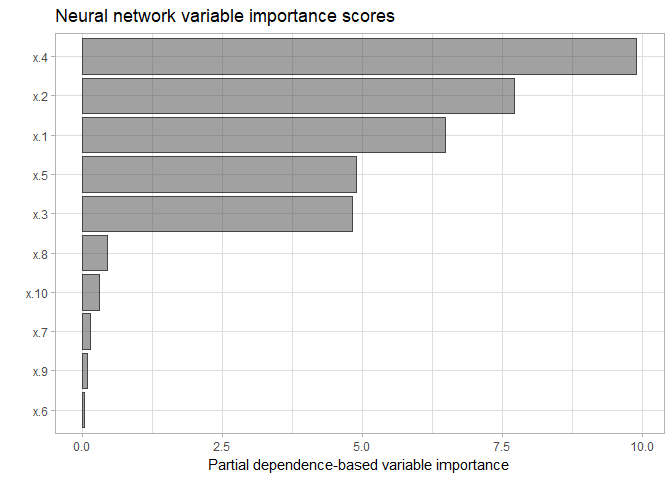 Neural network variable importance scores
x.4
x.2
x.1
x.5
x.3
x.8
x.10
x.7
x.9
x.6
0.0 2.5 5.0 7.5 10.0
Partial dependence-based variable importance